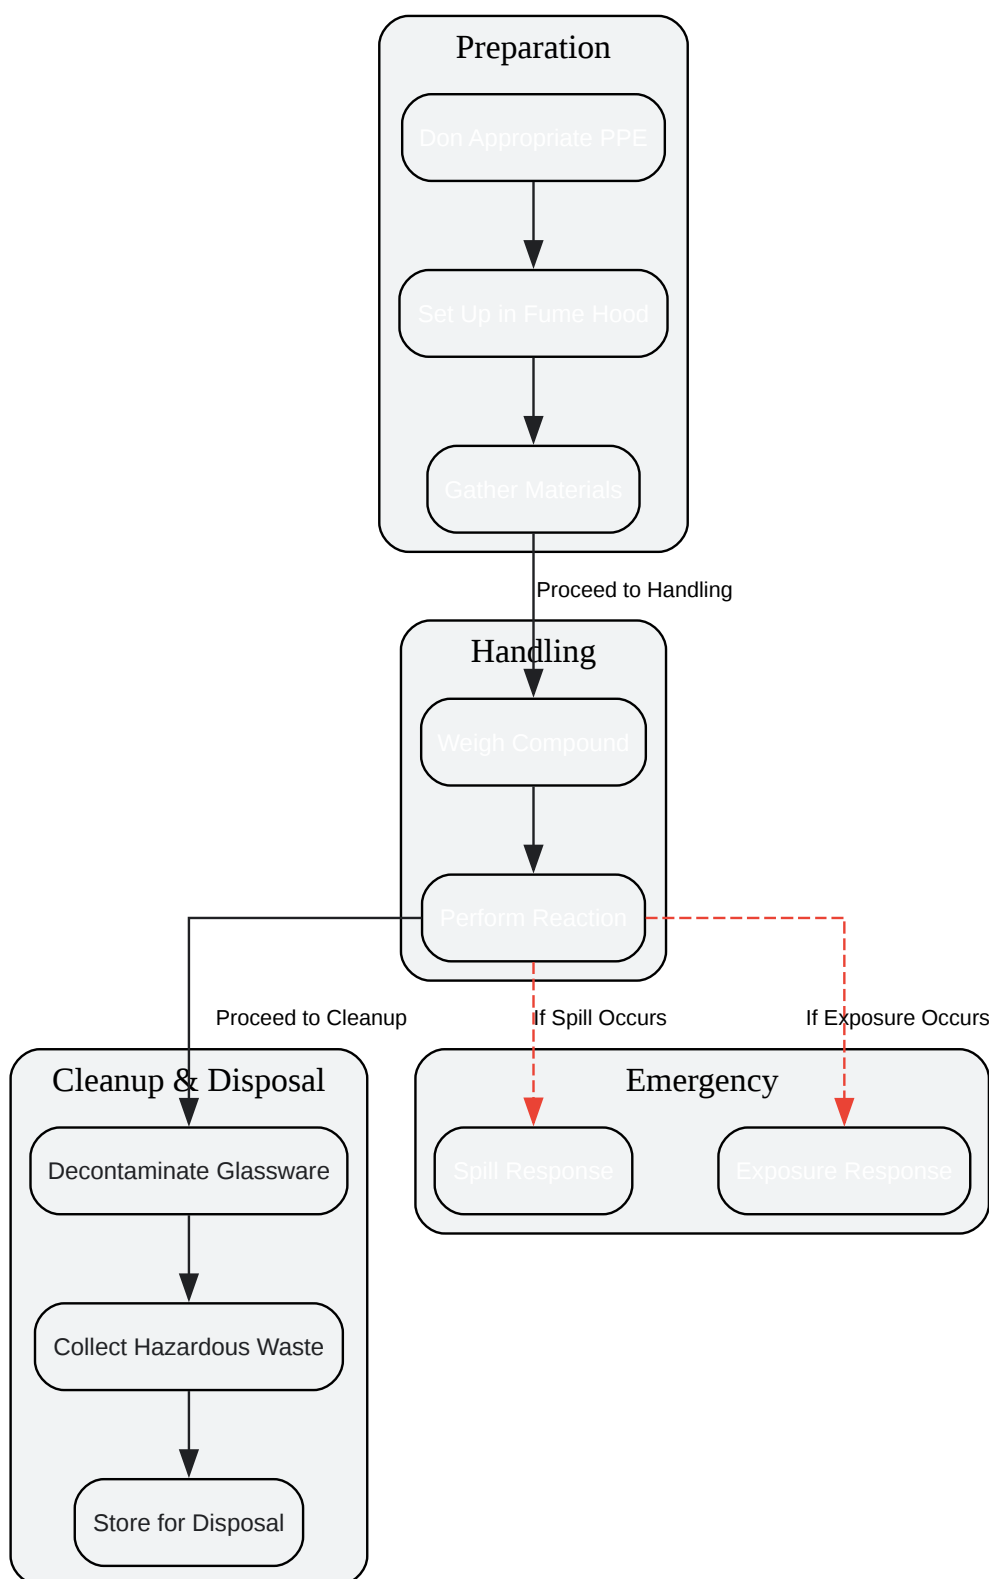 Preparation
Don Appropriate PPE
Set Up in Fume Hood
Gather Materials
Proceed to Handling
Handling
Weigh Compound
Perform Reaction
Proceed to Cleanup
If Spill Occurs
If Exposure Occurs
Cleanup & Disposal
Emergency
Decontaminate Glassware
Spill Response
Exposure Response
Collect Hazardous Waste
Store for Disposal